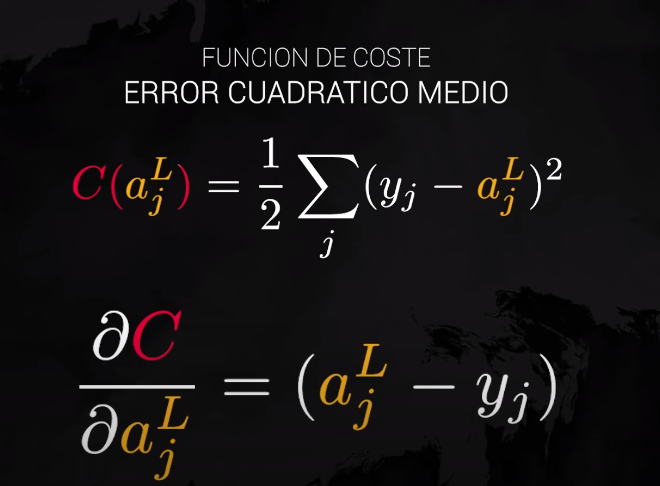 FUNCION DE COSTE
ERROR CUADRATICO MEDIO
C(a_j^L) = \frac{1}{2} \sum_j (y_j - a_j^L)^2
\frac{\partial C}{\partial a_j^L} = (a_j^L - y_j)